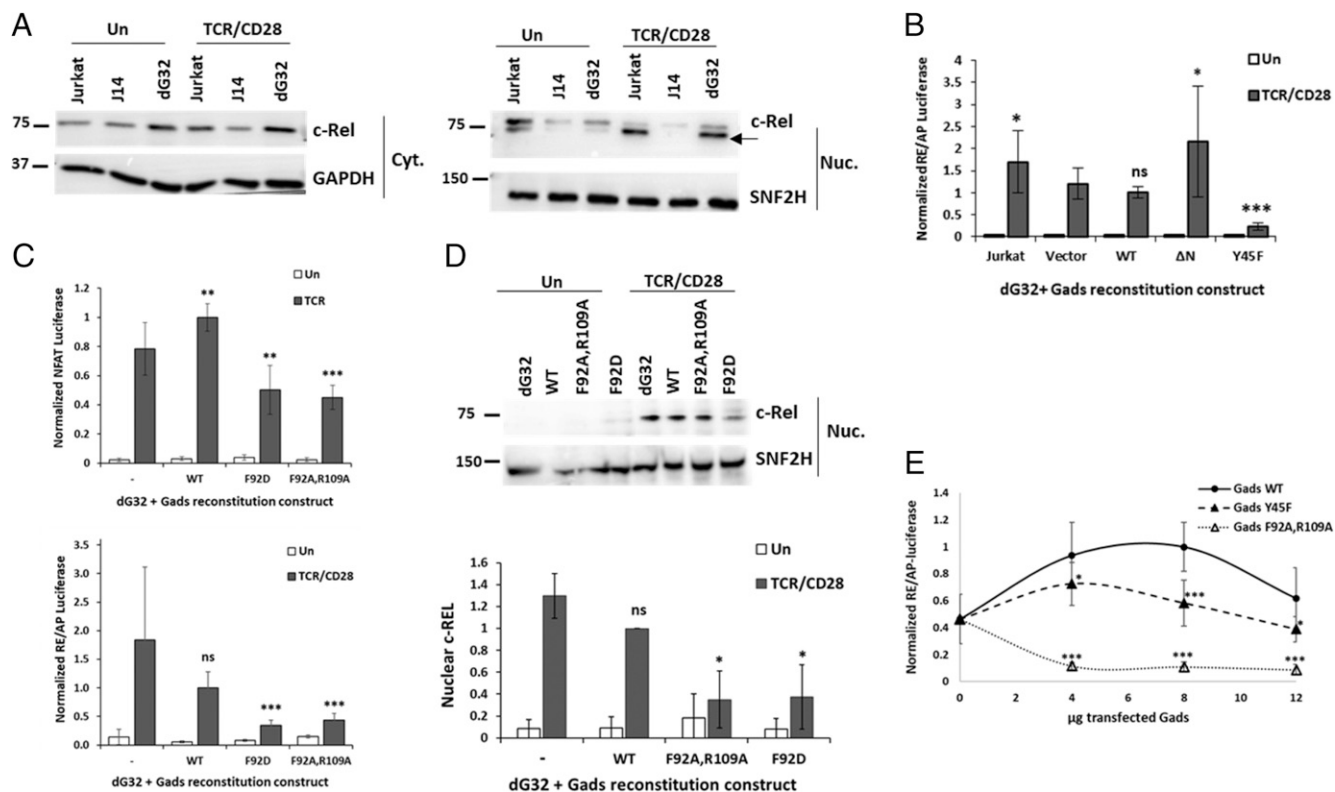 A
Un TCR/CD28
Jurkat J14 dG32 Jurkat J14 dG32
75 c-Rel
37 GAPDH
Cyt.
Un TCR/CD28
Jurkat J14 dG32 Jurkat J14 dG32
75 c-Rel
150 SNF2H
Nuc.
B
Un
TCR/CD28
Normalized RE/AP Luciferase
4
3.5
3
2.5
2
1.5
1
0.5
0
* ns * ***
Jurkat Vector WT ΔN Y45F
dG32+ Gads reconstitution construct
C
Un
TCR
Normalized NFAT Luciferase
1.2
1
0.8
0.6
0.4
0.2
0
** ** ***
- WT F92D F92A,R109A
dG32 + Gads reconstitution construct
Un
TCR/CD28
Normalized RE/AP Luciferase
3.5
3.0
2.5
2.0
1.5
1.0
0.5
0.0
ns *** ***
- WT F92D F92A,R109A
dG32 + Gads reconstitution construct
D
Un TCR/CD28
dG32 WT F92A,R109A F92D dG32 WT F92A,R109A F92D
75 c-Rel
150 SNF2H
Nuc.
Un
TCR/CD28
Nuclear c-REL
1.6
1.4
1.2
1
0.8
0.6
0.4
0.2
0
ns * *
- WT F92A,R109A F92D
dG32 + Gads reconstitution construct
E
Gads WT
Gads Y45F
Gads F92A,R109A
Normalized RE/AP-luciferase
1.4
1.2
1
0.8
0.6
0.4
0.2
0
* *** *
*** *** ***
0 2 4 6 8 10 12
µg transfected Gads